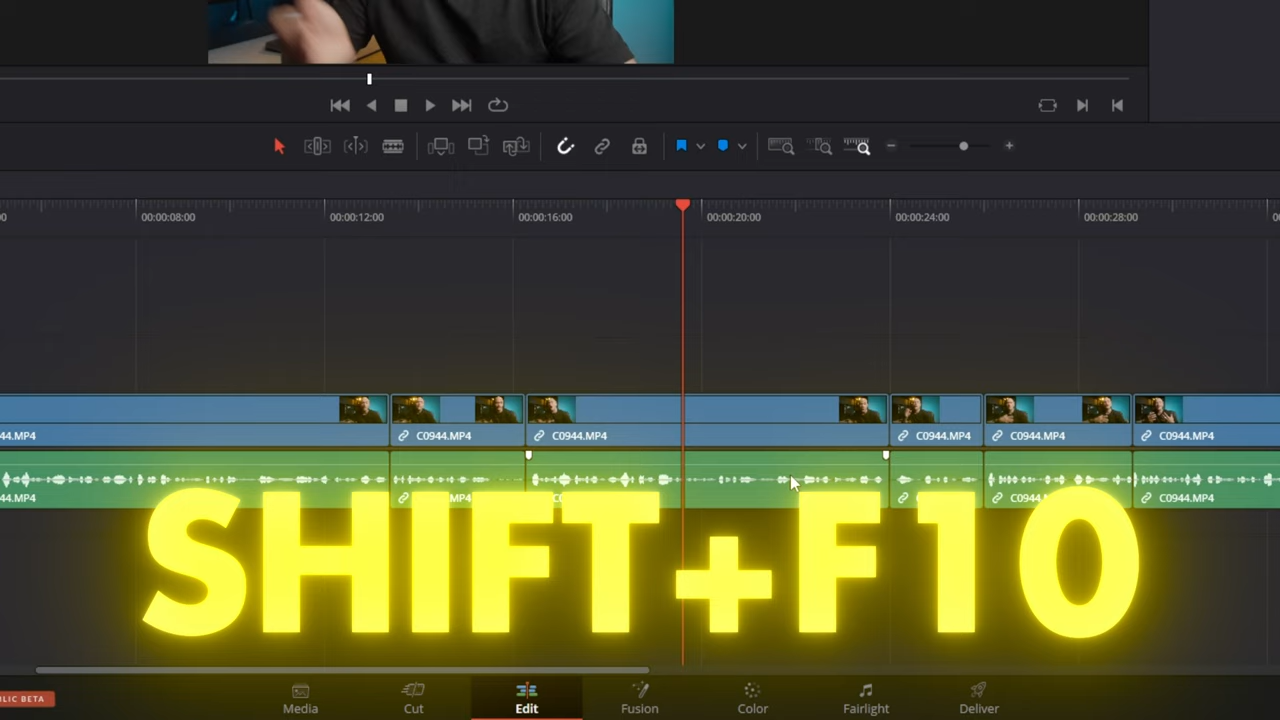 00:00:08:00 00:00:12:00 00:00:16:00 00:00:20:00 00:00:24:00 00:00:28:00
44.MP4 C0944.MP4 C0944.MP4 C0944.MP4 C0944.MP4 C0944.MP4
44.MP4 C0944.MP4 C0944.MP4
SHIFT+F10
LIC BETA
Media Cut Edit Fusion Color Fairlight Deliver